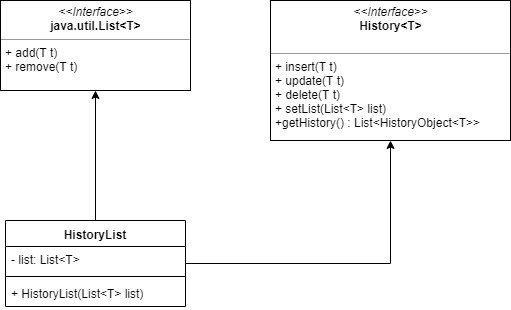 <<Interface>>
java.util.List<T>
+ add(T t)
+ remove(T t)
<<Interface>>
History<T>
+ insert(T t)
+ update(T t)
+ delete(T t)
+ setList(List<T> list)
+getHistory() : List<HistoryObject<T>>
HistoryList
- list: List<T>
+ HistoryList(List<T> list)